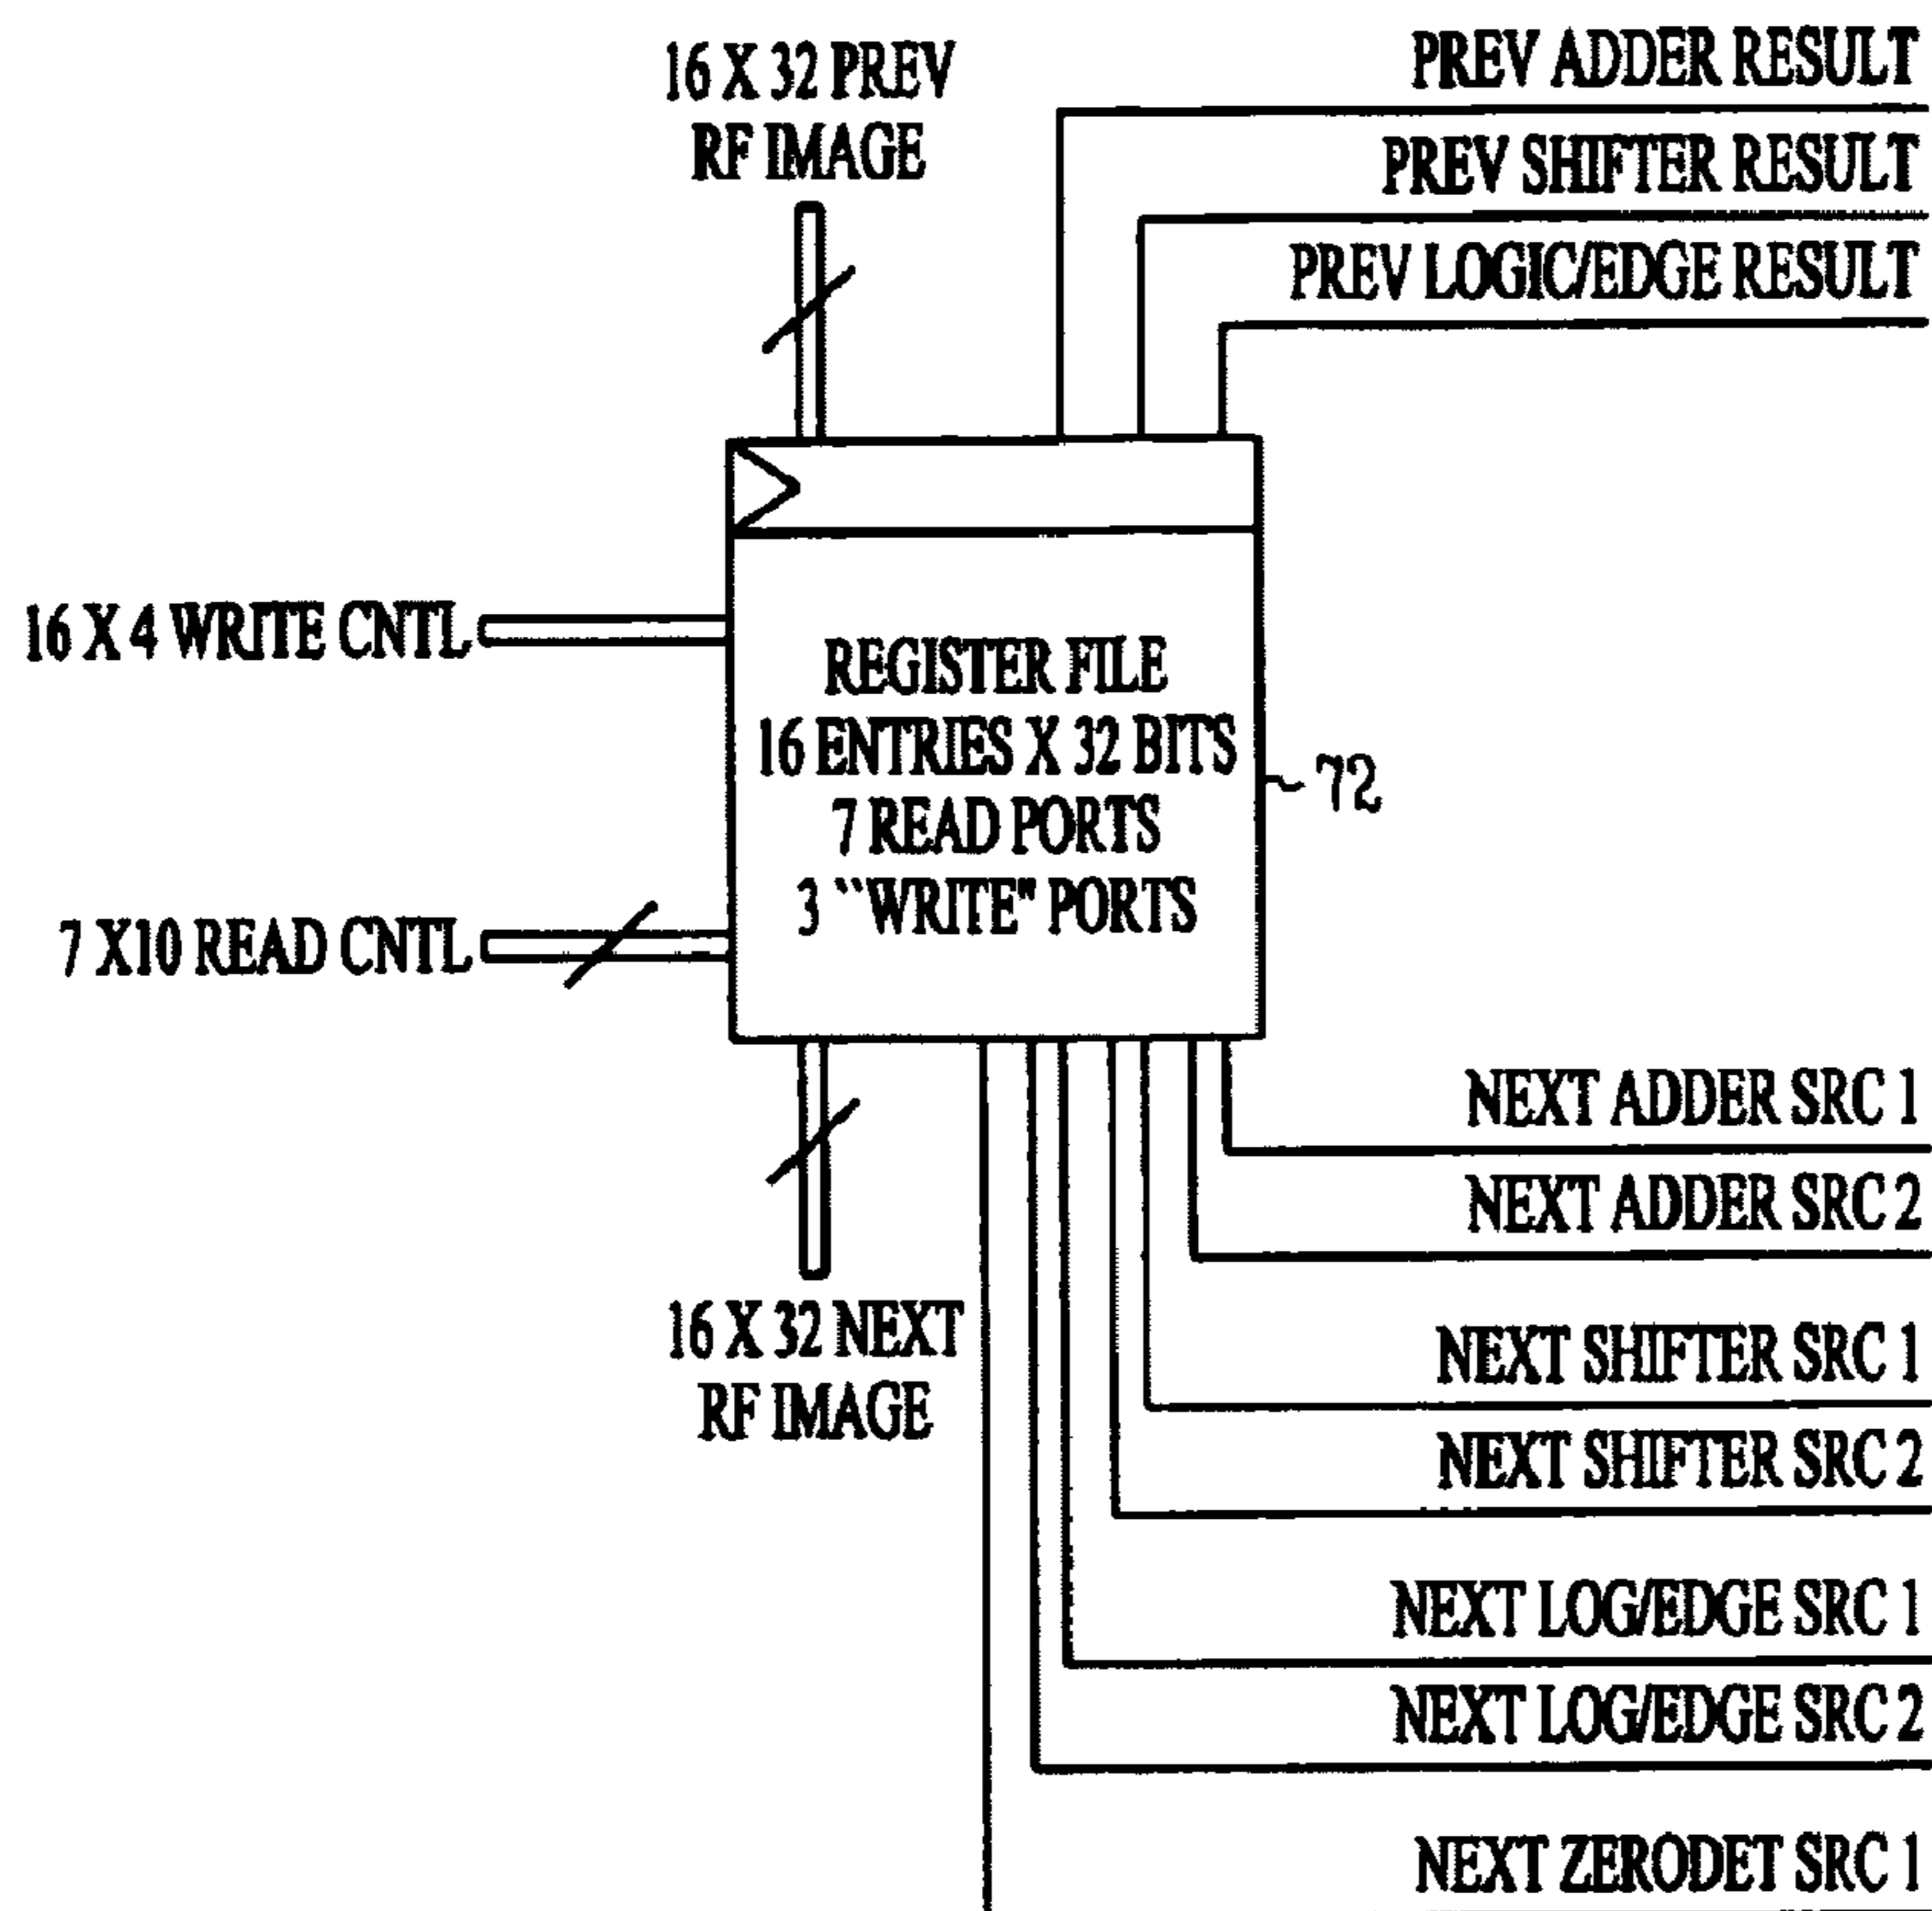 16 X 32 PREV
RF IMAGE
PREV ADDER RESULT
PREV SHIFTER RESULT
PREV LOGIC/EDGE RESULT
16 X 4 WRITE CNTL
REGISTER FILE
16 ENTRIES X 32 BITS
7 READ PORTS
3 ``WRITE" PORTS
72
7 X10 READ CNTL
NEXT ADDER SRC 1
NEXT ADDER SRC 2
16 X 32 NEXT
RF IMAGE
NEXT SHIFTER SRC 1
NEXT SHIFTER SRC 2
NEXT LOG/EDGE SRC 1
NEXT LOG/EDGE SRC 2
NEXT ZERODET SRC 1